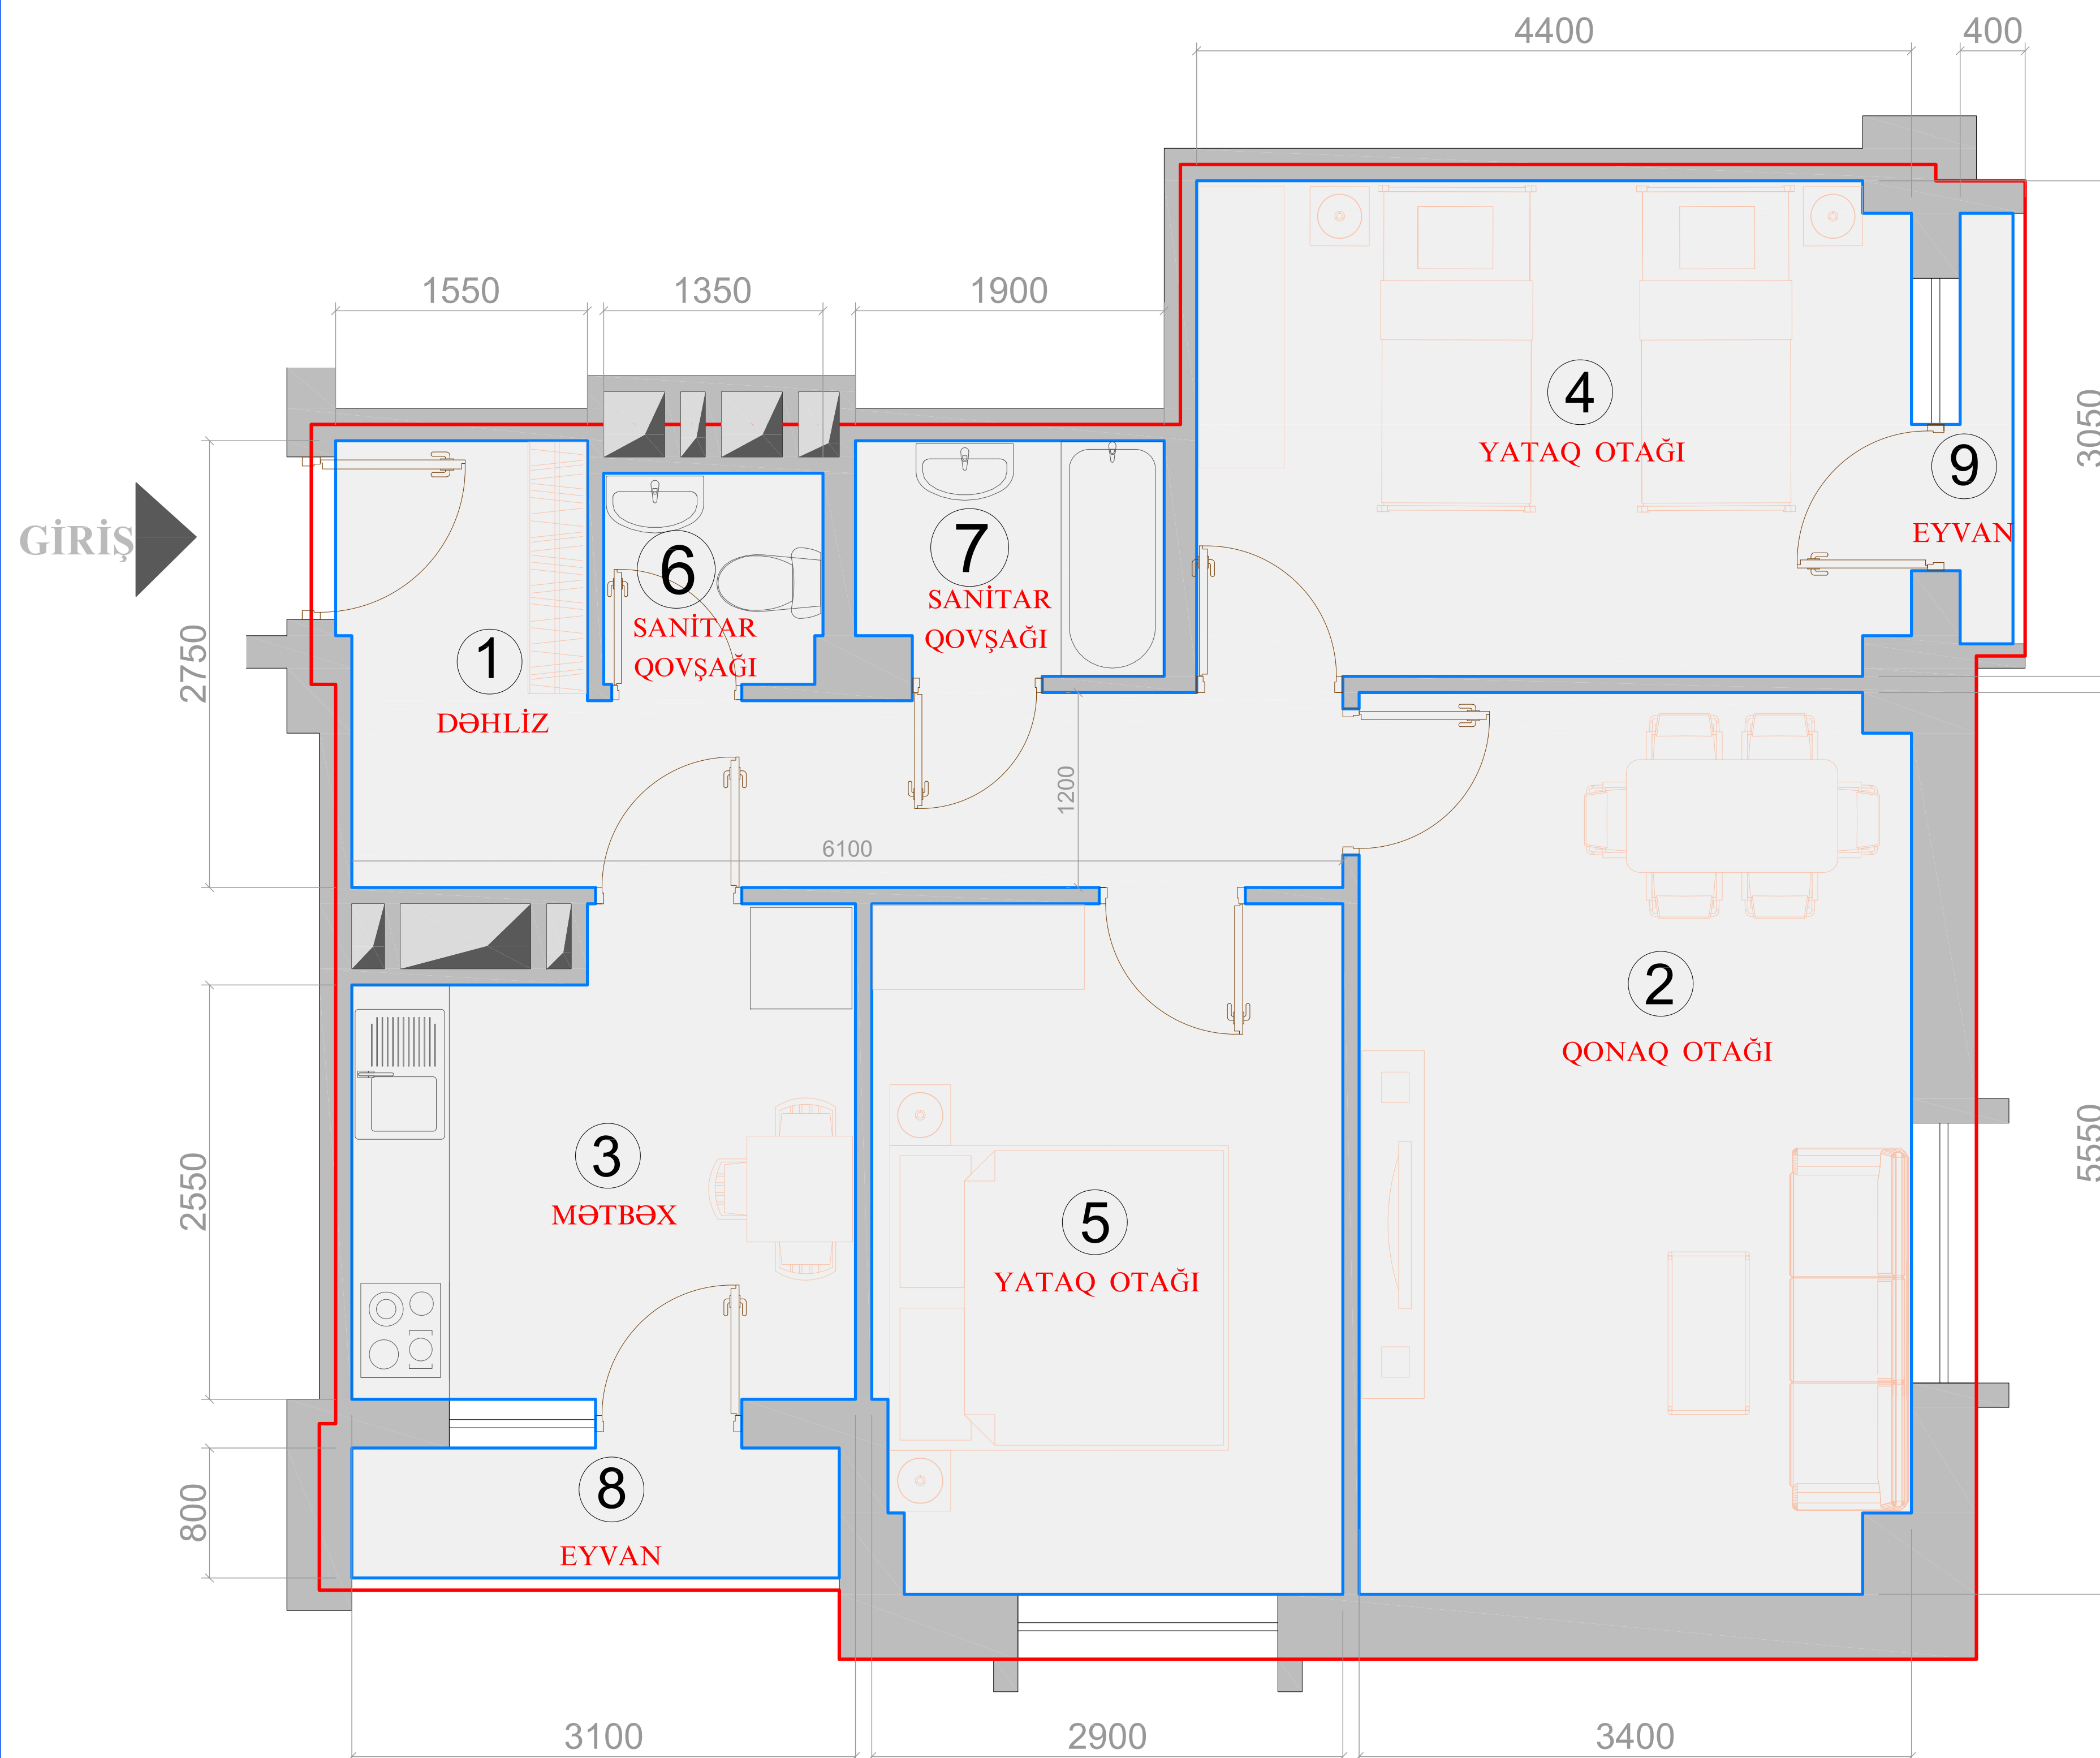 4400
400
1550
1350
1900
3050
GİRİŞ
4
YATAQ OTAĞI
9
EYVAN
7
SANİTAR
QOVŞAĞI
6
SANİTAR
QOVŞAĞI
1
DƏHLİZ
2750
1200
6100
2
QONAQ OTAĞI
3
MƏTBƏX
2550
5
YATAQ OTAĞI
5550
8
EYVAN
800
3100
2900
3400